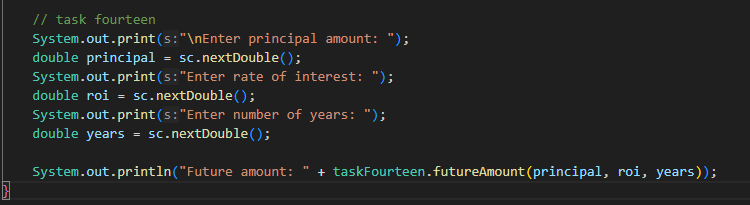 // task fourteen
System.out.print(s:"\nEnter principal amount: ");
double principal = sc.nextDouble();
System.out.print(s:"Enter rate of interest: ");
double roi = sc.nextDouble();
System.out.print(s:"Enter number of years: ");
double years = sc.nextDouble();
System.out.println("Future amount: " + taskFourteen.futureAmount(principal, roi, years));
}